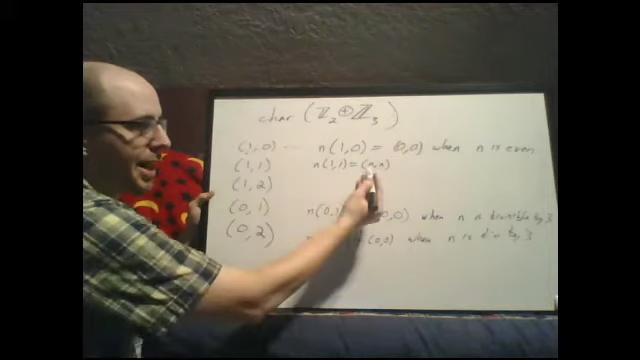 char (ℤ₂ ⊕ ℤ₃)
(1,0) n(1,0) = (0,0) when n is even
(1,1) n(1,1) = (n,n)
(1,2)
(0,1) n(0,1 ,0) when n is divisible by 3
(0,2) = (0,0) when n is div by 3